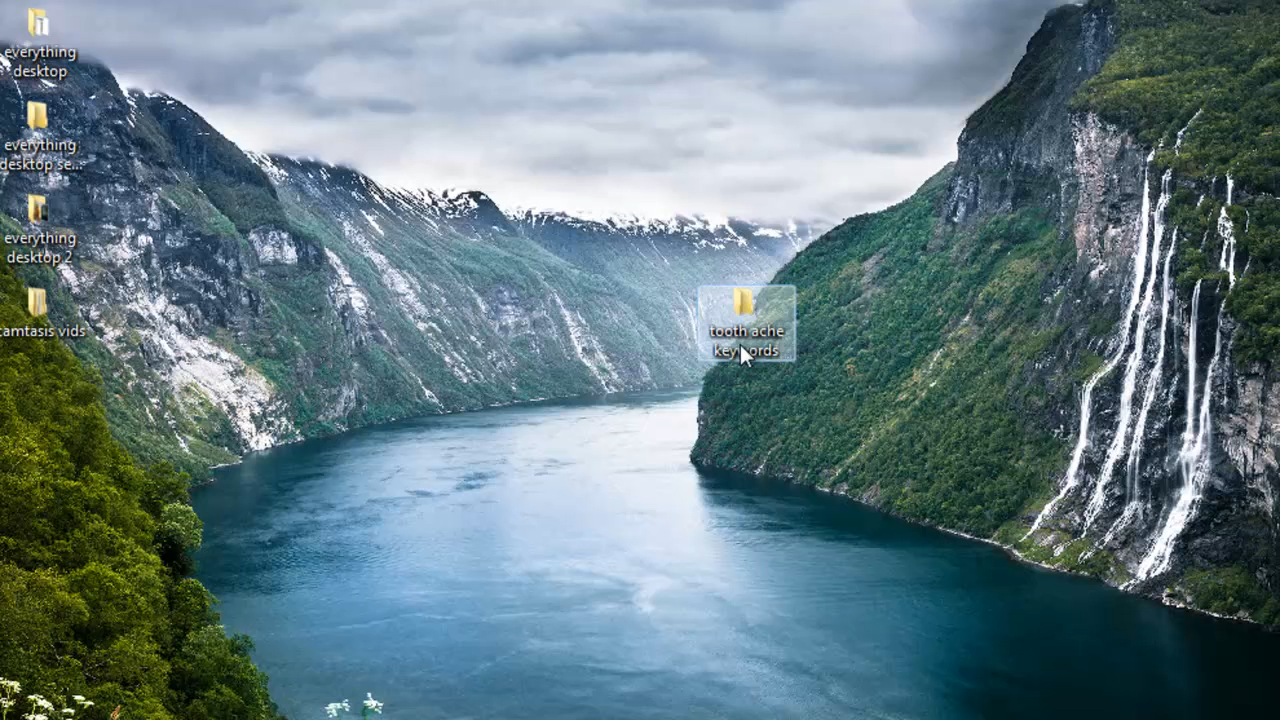 everything
desktop
everything
desktop se...
everything
desktop 2
camtasis vids
tooth ache
keywords